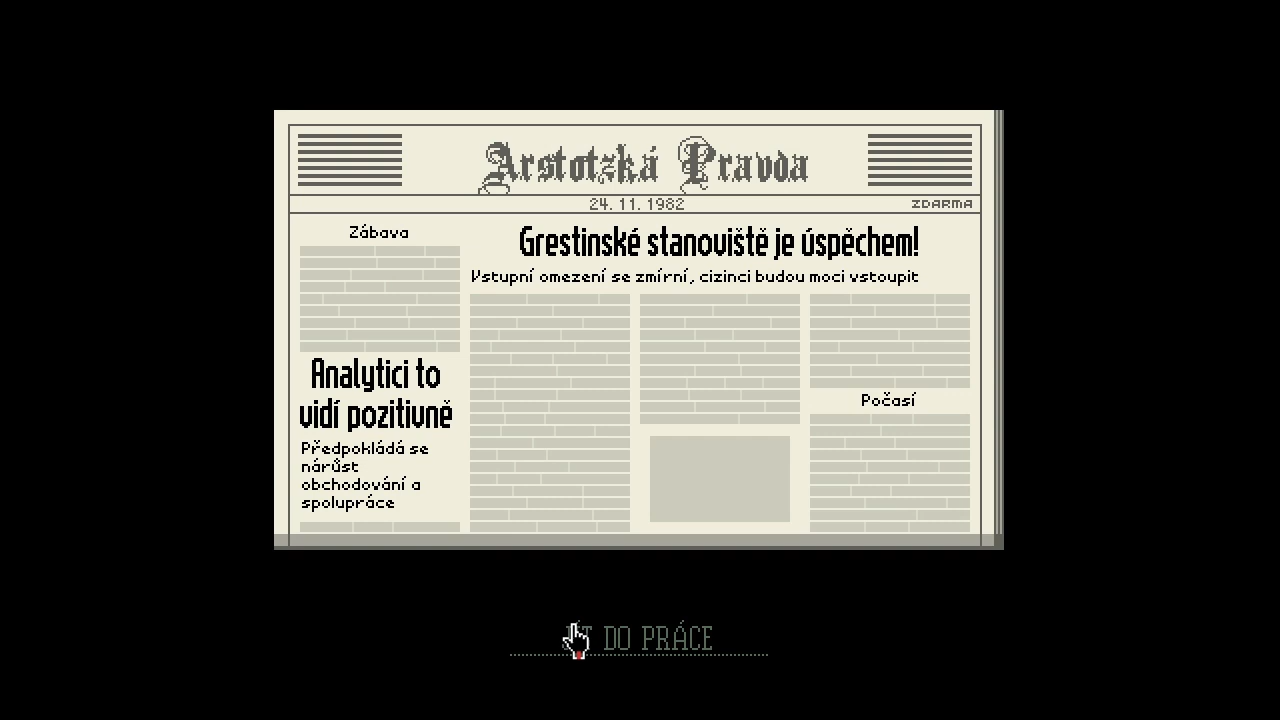 Arstotzká Pravda
24. 11. 1982
ZDARMA
Zábava
Analytici to
vidí pozitivně
Předpokládá se
nárůst
obchodování a
spolupráce
Grestinské stanoviště je úspěchem!
Vstupní omezení se zmírní, cizinci budou moci vstoupit
Počasí
DO PRÁCE